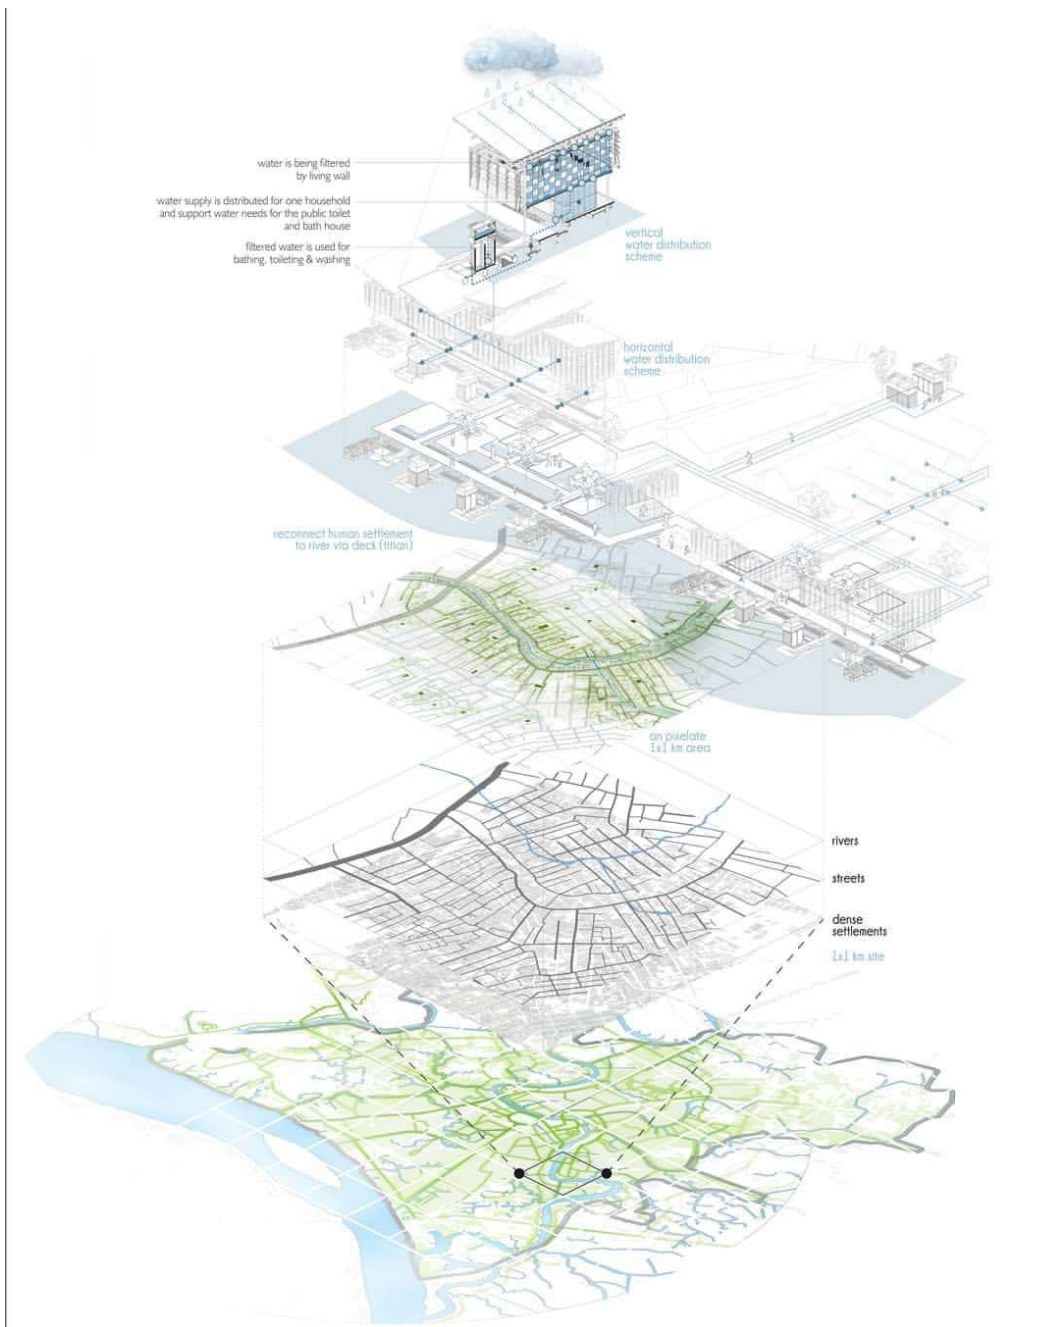 water is being filtered
by living wall
water supply is distributed for one household
and support water needs for the public toilet
and bath house
filtered water is used for
bathing, toileting & washing
vertical
water distribution
scheme
horizontal
water distribution
scheme
reconnect human settlement
to river via deck (titian)
an pixelate
1x1 km area
rivers
streets
dense
settlements
1x1 km site